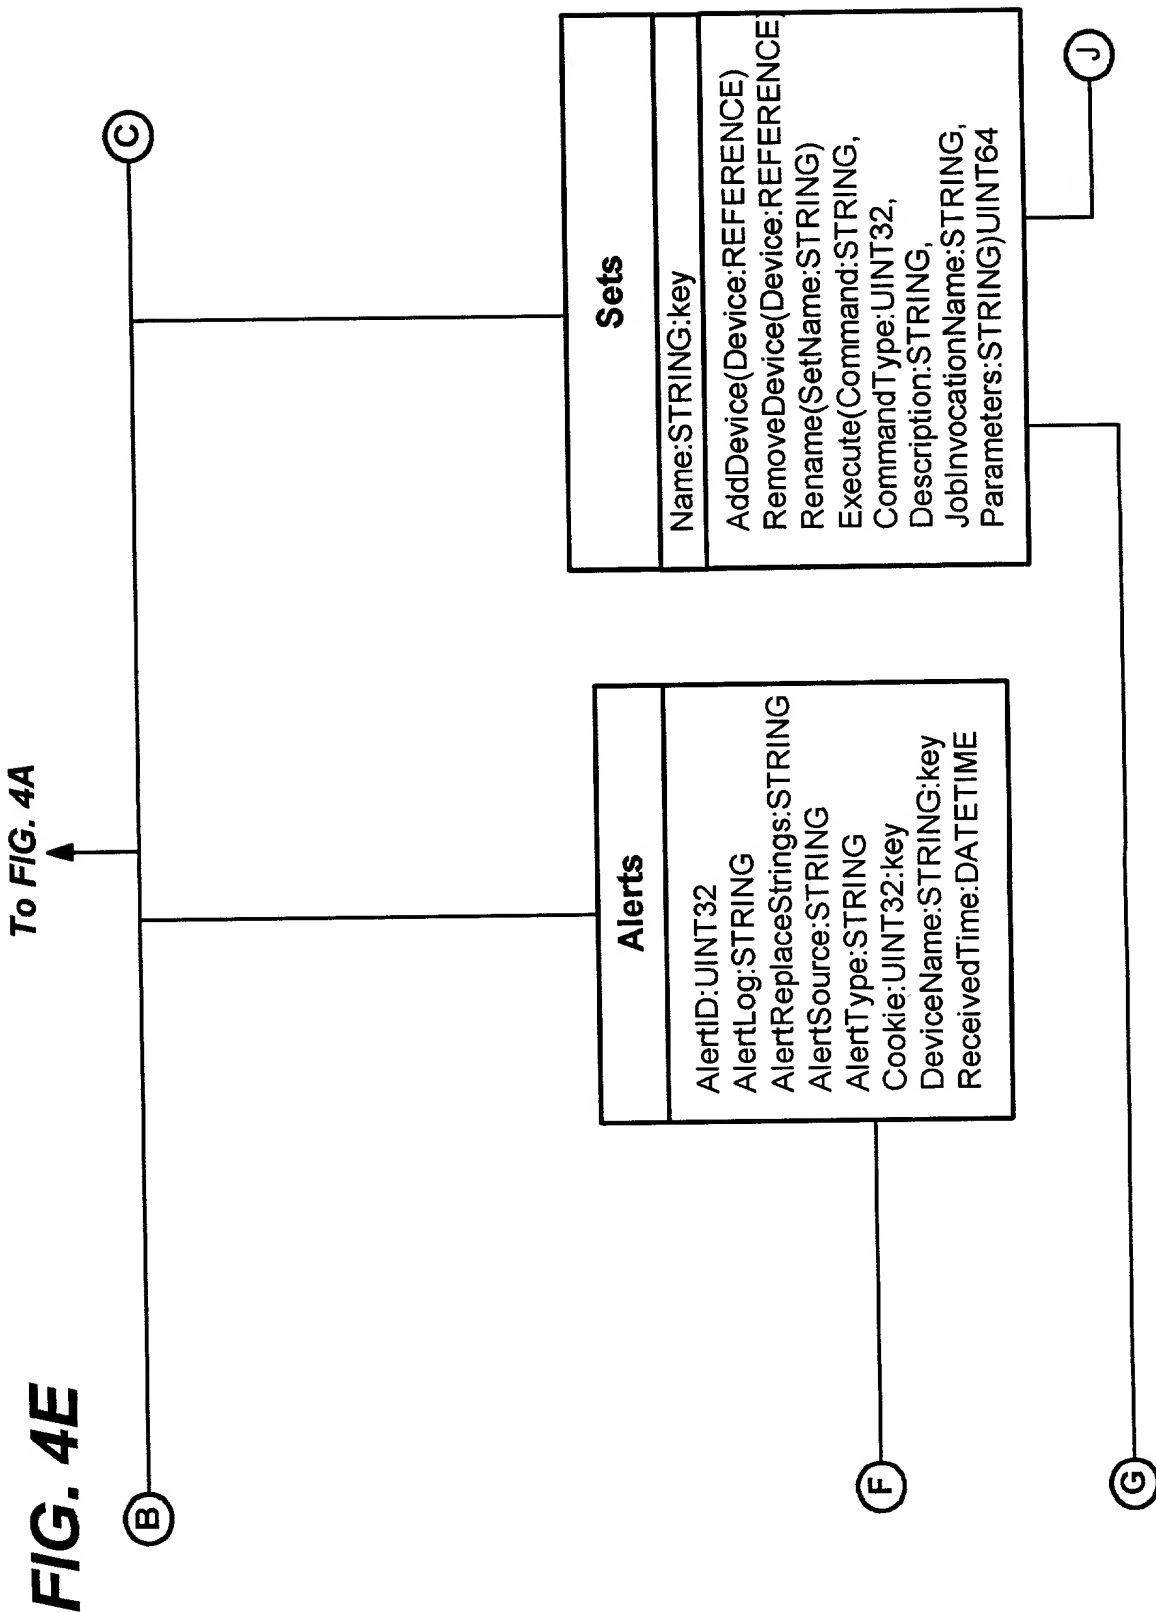 FIG. 4E
To FIG. 4A
B
C
Alerts
AlertID:UINT32
AlertLog:STRING
AlertReplaceStrings:STRING
AlertSource:STRING
AlertType:STRING
Cookie:UINT32:key
DeviceName:STRING:key
ReceivedTime:DATETIME
Sets
Name:STRING:key
AddDevice(Device:REFERENCE)
RemoveDevice(Device:REFERENCE
Rename(SetName:STRING)
Execute(Command:STRING,
CommandType:UINT32,
Description:STRING,
JobInvocationName:STRING,
Parameters:STRING)UINT64
F
G
J